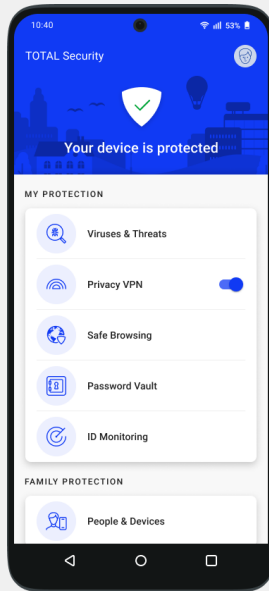 10:40 53%
TOTAL Security
Your device is protected
MY PROTECTION
Viruses & Threats
Privacy VPN
Safe Browsing
Password Vault
ID Monitoring
FAMILY PROTECTION
People & Devices